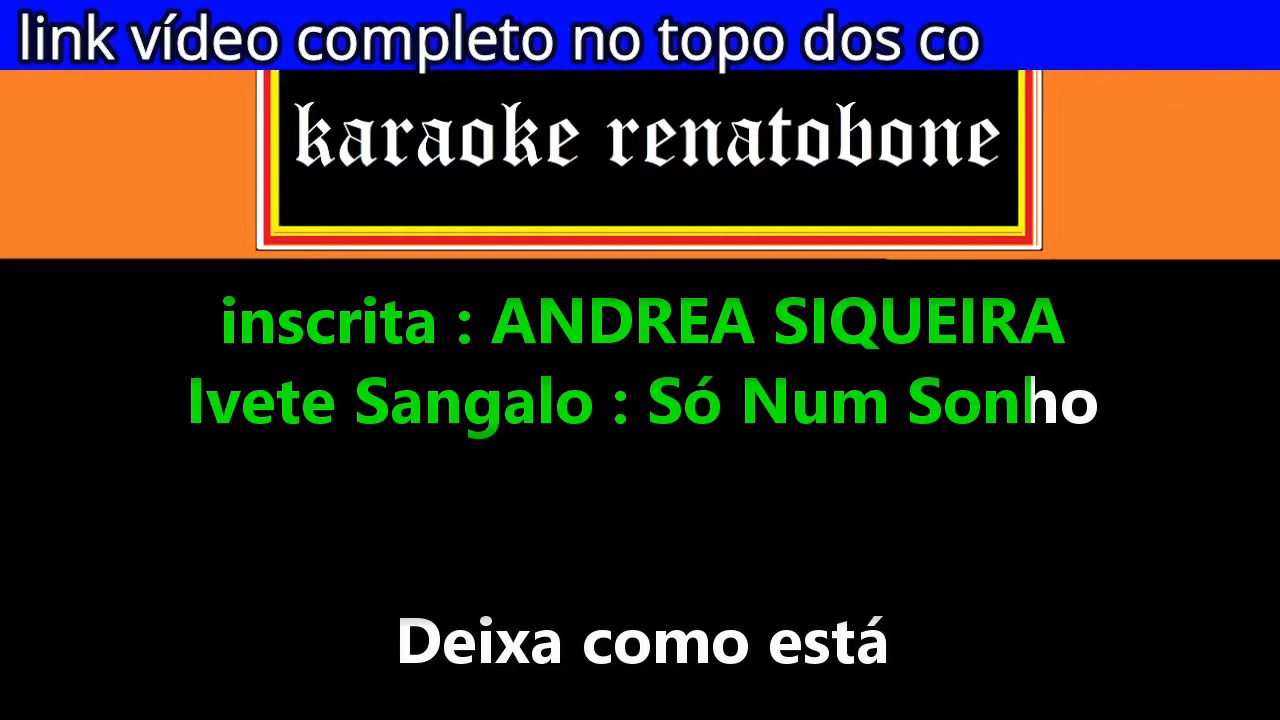 link vídeo completo no topo dos co
karaoke renatobone
inscrita : ANDREA SIQUEIRA
Ivete Sangalo : Só Num Sonho
Deixa como está